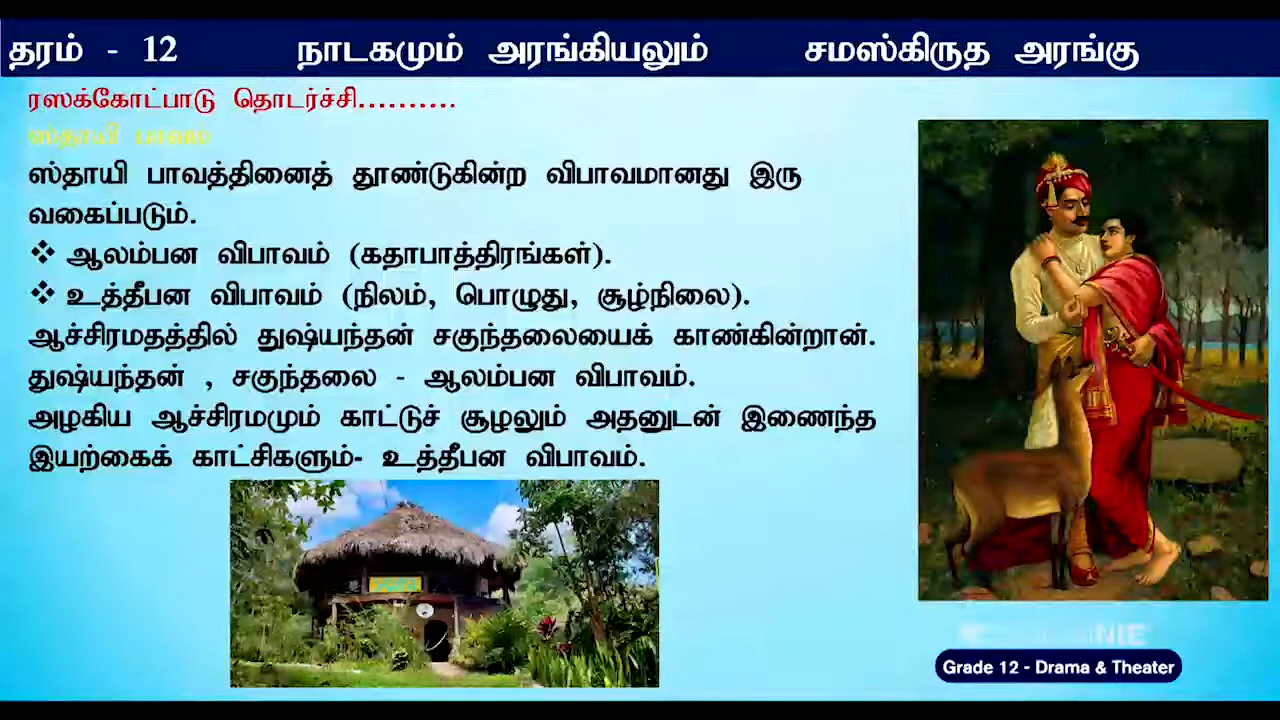 தரம் - 12 நாடகமும் அரங்கியலும் சமஸ்கிருத அரங்கு
ரஸக்கோட்பாடு தொடர்ச்சி..........
ஸ்தாயி பாவம்
ஸ்தாயி பாவத்தினைத் தூண்டுகின்ற விபாவமானது இரு
வகைப்படும்.
❖ ஆலம்பன விபாவம் (கதாபாத்திரங்கள்).
❖ உத்தீபன விபாவம் (நிலம், பொழுது, சூழ்நிலை).
ஆச்சிரமதத்தில் துஷ்யந்தன் சகுந்தலையைக் காண்கின்றான்.
துஷ்யந்தன் , சகுந்தலை - ஆலம்பன விபாவம்.
அழகிய ஆச்சிரமமும் காட்டுச் சூழலும் அதனுடன் இணைந்த
இயற்கைக் காட்சிகளும்- உத்தீபன விபாவம்.
NIE
Grade 12 - Drama & Theater